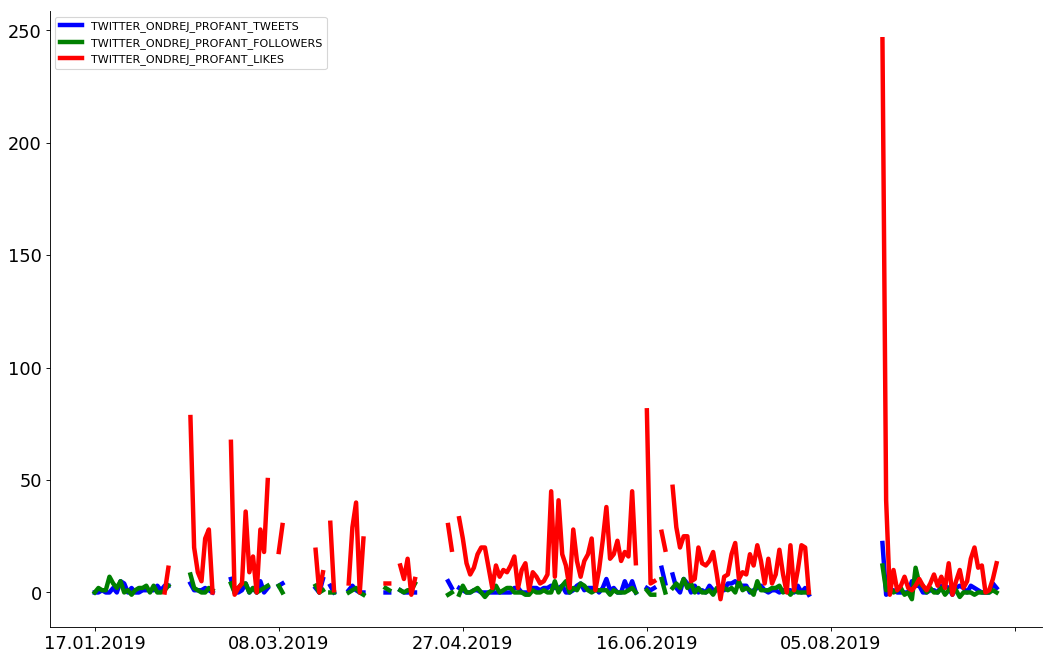 TWITTER_ONDREJ_PROFANT_TWEETS
TWITTER_ONDREJ_PROFANT_FOLLOWERS
TWITTER_ONDREJ_PROFANT_LIKES
250
200
150
100
50
0
17.01.2019 08.03.2019 27.04.2019 16.06.2019 05.08.2019